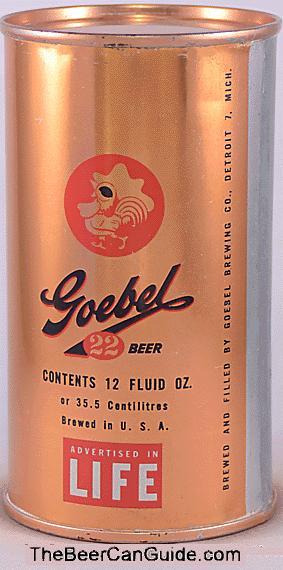 Goebel
22 BEER
CONTENTS 12 FLUID OZ.
or 35.5 Centilitres
Brewed in U. S. A.
ADVERTISED IN
LIFE
BREWED AND FILLED BY GOEBEL BREWING CO., DETROIT 7, MICH.
TheBeerCanGuide.com